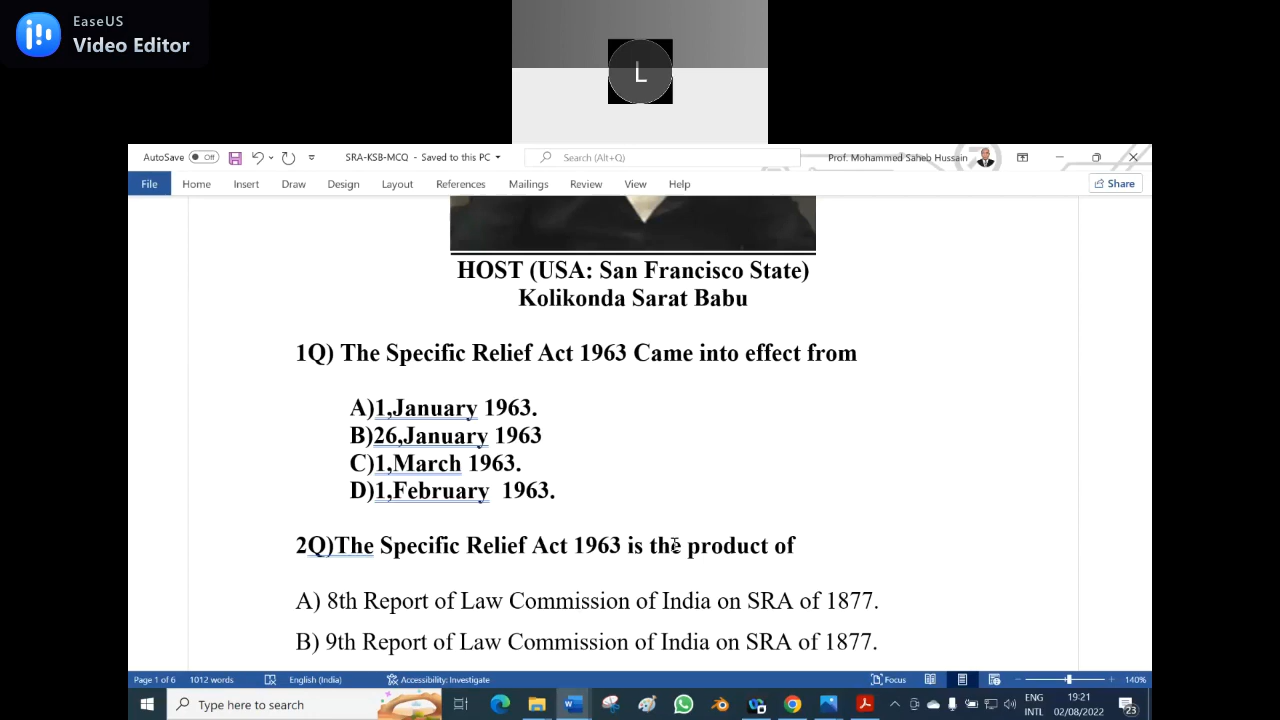 EaseUS
Video Editor
L
AutoSave Off SRA-KSB-MCQ - Saved to this PC Search (Alt+Q) Prof. Mohammed Saheb Hussain
File Home Insert Draw Design Layout References Mailings Review View Help Share
HOST (USA: San Francisco State)
Kolikonda Sarat Babu
1Q) The Specific Relief Act 1963 Came into effect from
A)1,January 1963.
B)26,January 1963
C)1,March 1963.
D)1,February 1963.
2Q)The Specific Relief Act 1963 is the product of
A) 8th Report of Law Commission of India on SRA of 1877.
B) 9th Report of Law Commission of India on SRA of 1877.
Page 1 of 6 1012 words English (India) Accessibility: Investigate Focus 140%
Type here to search ENG 19:21
INTL 02/08/2022 23